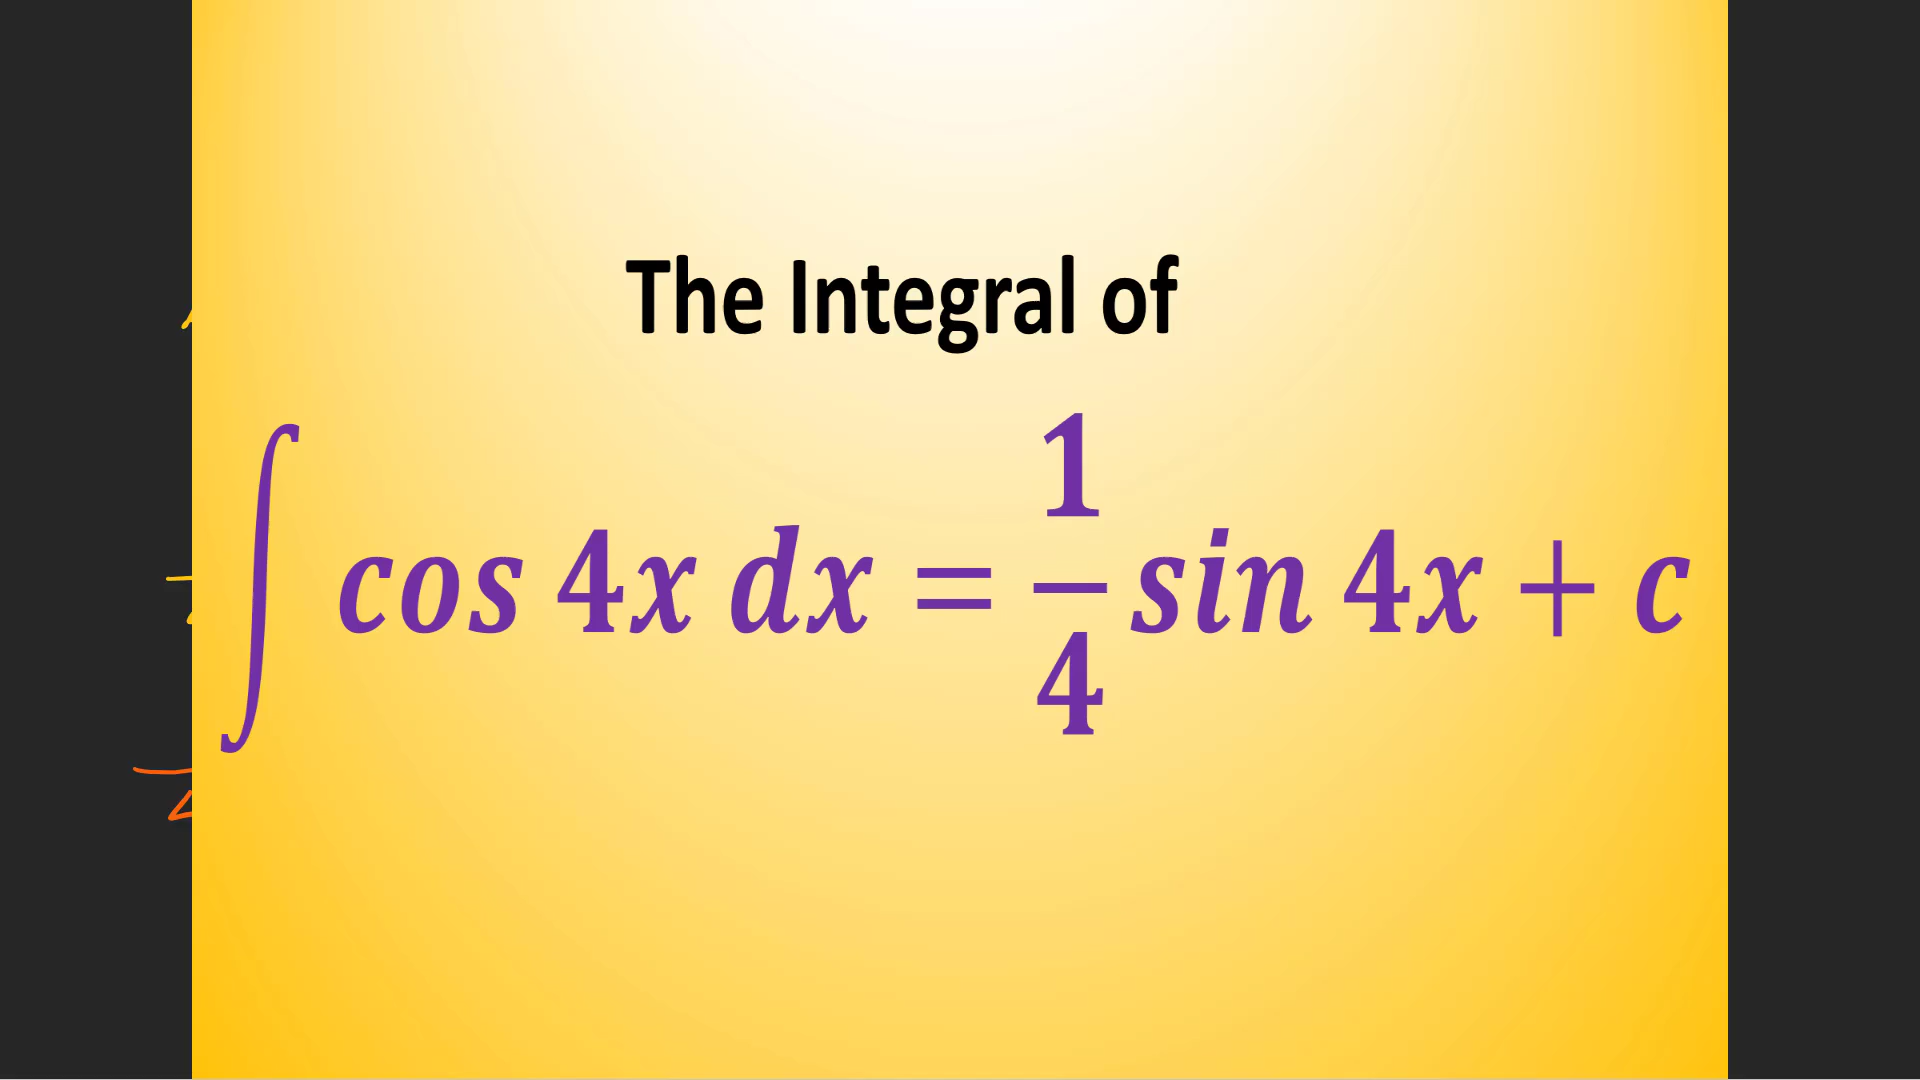 The Integral of
∫ cos 4x dx = 1/4 sin 4x + c